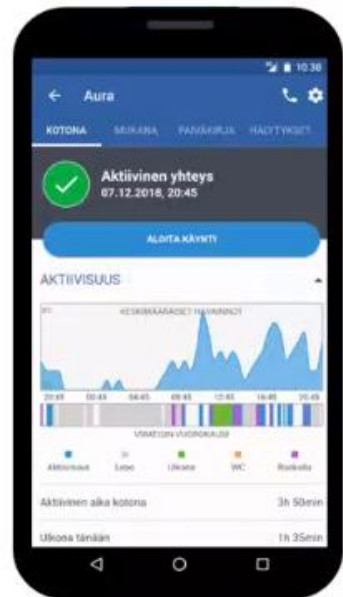 10:38
Aura
KOTONA MUKANA PÄIVÄKIRJA HÄLYTYKSET
Aktiivinen yhteys
07.12.2018, 20:45
ALOITA KÄYNTI
AKTIIVISUUS
KESKIMÄÄRÄISET HAVAINNOT
20:45 00:45 04:45 08:45 12:45 16:45 20:45
VIIMEISIN VUOROKAUSI
Aktiivisuus Lepo Ulkona WC Ruokailu
Aktiivinen aika kotona 3h 50min
Ulkona tänään 1h 35min